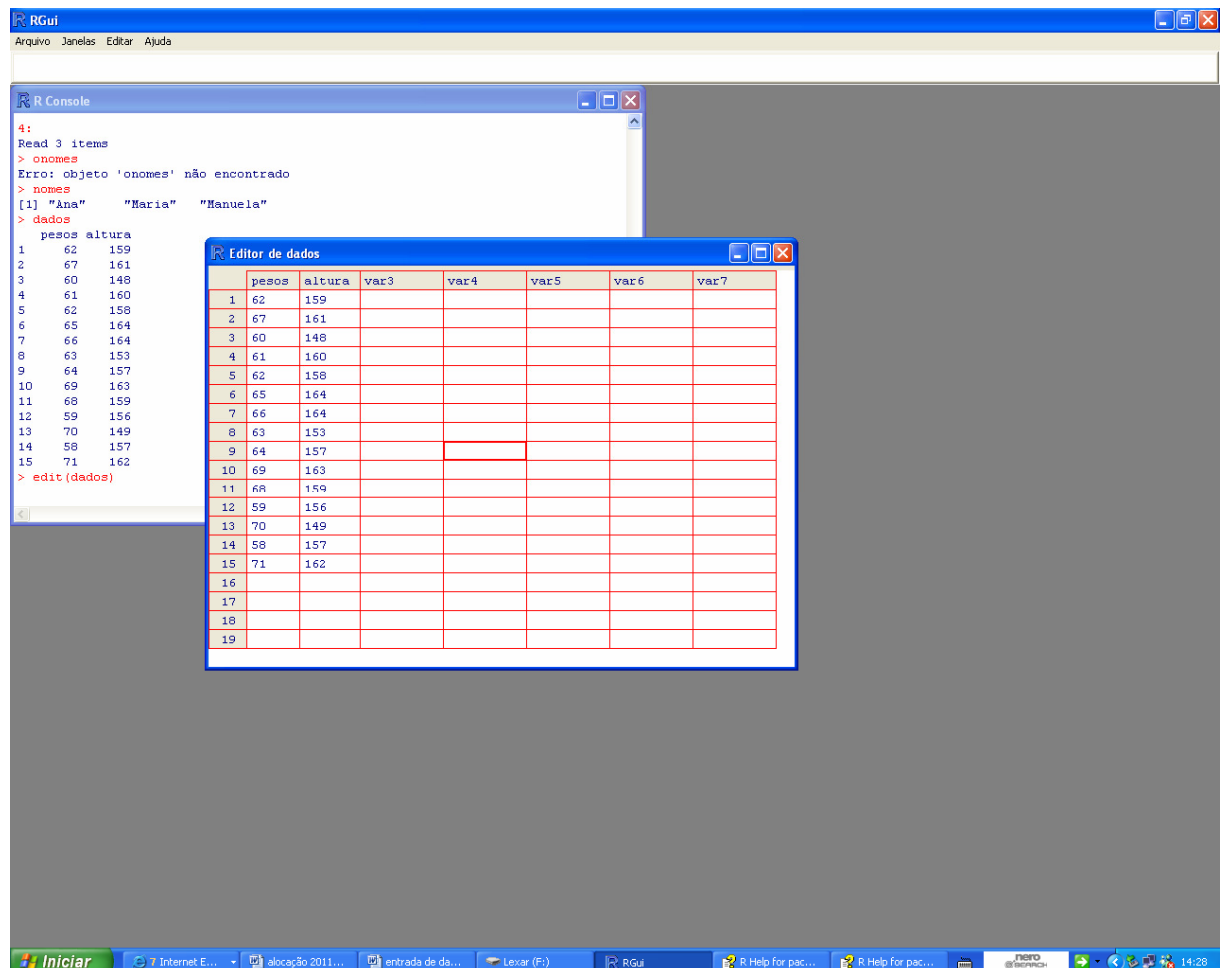 RGui
Arquivo Janelas Editar Ajuda
R Console
4:
Read 3 items
> onomes
Erro: objeto 'onomes' não encontrado
> nomes
[1] "Ana" "Maria" "Manuela"
> dados
pesos altura
1 62 159
2 67 161
3 60 148
4 61 160
5 62 158
6 65 164
7 66 164
8 63 153
9 64 157
10 69 163
11 68 159
12 59 156
13 70 149
14 58 157
15 71 162
> edit(dados)
Editor de dados
pesos altura var3 var4 var5 var6 var7
1 62 159
2 67 161
3 60 148
4 61 160
5 62 158
6 65 164
7 66 164
8 63 153
9 64 157
10 69 163
11 68 159
12 59 156
13 70 149
14 58 157
15 71 162
16
17
18
19
Iniciar 7 Internet E... alocação 2011... entrada de da... Lexar (F:) RGui R Help for pac... R Help for pac... nero SEARCH 14:28